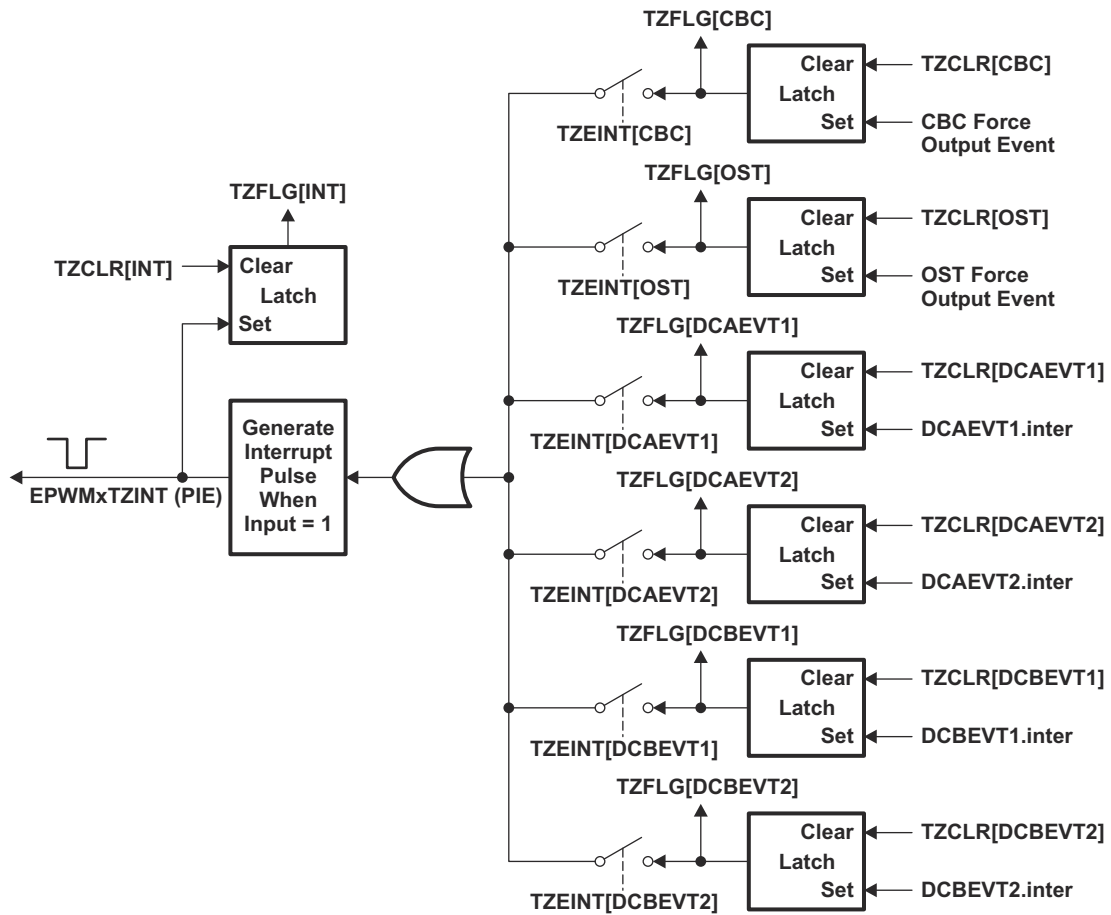 TZFLG[CBC]
Clear
TZCLR[CBC]
Latch
TZEINT[CBC]
Set
CBC Force
Output Event
TZFLG[OST]
Clear
TZCLR[OST]
Latch
TZEINT[OST]
Set
OST Force
Output Event
TZFLG[INT]
TZCLR[INT]
Clear
Latch
Set
TZFLG[DCAEVT1]
Clear
TZCLR[DCAEVT1]
Latch
TZEINT[DCAEVT1]
Set
DCAEVT1.inter
Generate
Interrupt
Pulse
When
Input = 1
EPWMxTZINT (PIE)
TZFLG[DCAEVT2]
Clear
TZCLR[DCAEVT2]
Latch
TZEINT[DCAEVT2]
Set
DCAEVT2.inter
TZFLG[DCBEVT1]
Clear
TZCLR[DCBEVT1]
Latch
TZEINT[DCBEVT1]
Set
DCBEVT1.inter
TZFLG[DCBEVT2]
Clear
TZCLR[DCBEVT2]
Latch
TZEINT[DCBEVT2]
Set
DCBEVT2.inter